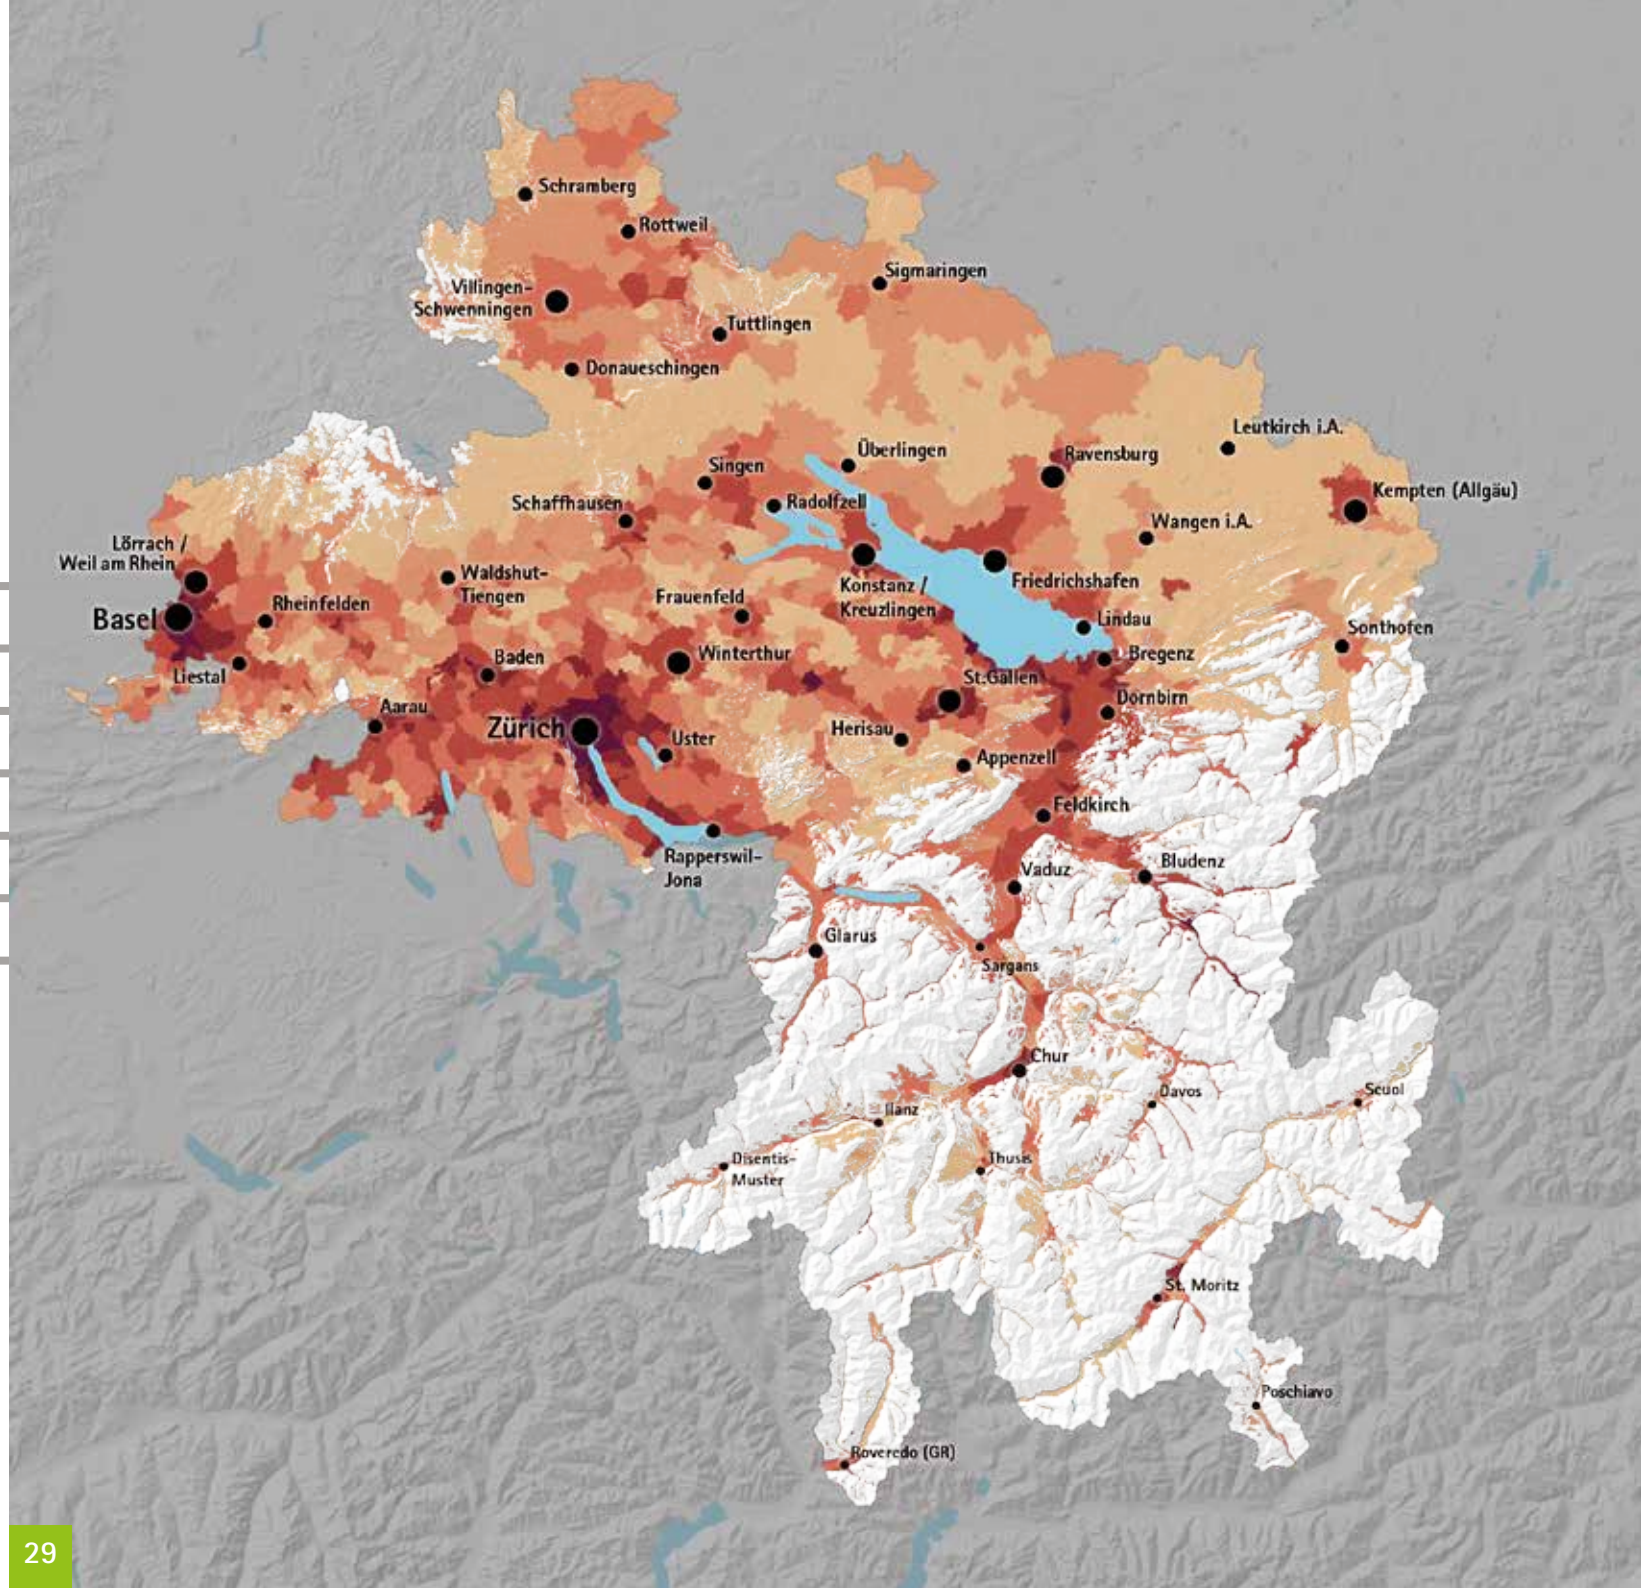 Schramberg
Rottweil
Sigmaringen
Villingen-
Schwenningen
Tuttlingen
Donaueschingen
Leutkirch i.A.
Überlingen
Ravensburg
Singen
Kempten (Allgäu)
Schaffhausen
Radolfzell
Wangen i.A.
Lörrach /
Weil am Rhein
Waldshut-
Tiengen
Friedrichshafen
Konstanz /
Kreuzlingen
Frauenfeld
Rheinfelden
Basel
Lindau
Sonthofen
Bregenz
Winterthur
Baden
Liestal
St.Gallen
Dornbirn
Aarau
Zürich
Herisau
Uster
Appenzell
Feldkirch
Rapperswil-
Jona
Bludenz
Vaduz
Glarus
Sargans
Chur
Davos
Scuol
Ilanz
Disentis-
Muster
Thusis
St. Moritz
Poschiavo
Roveredo (GR)
29